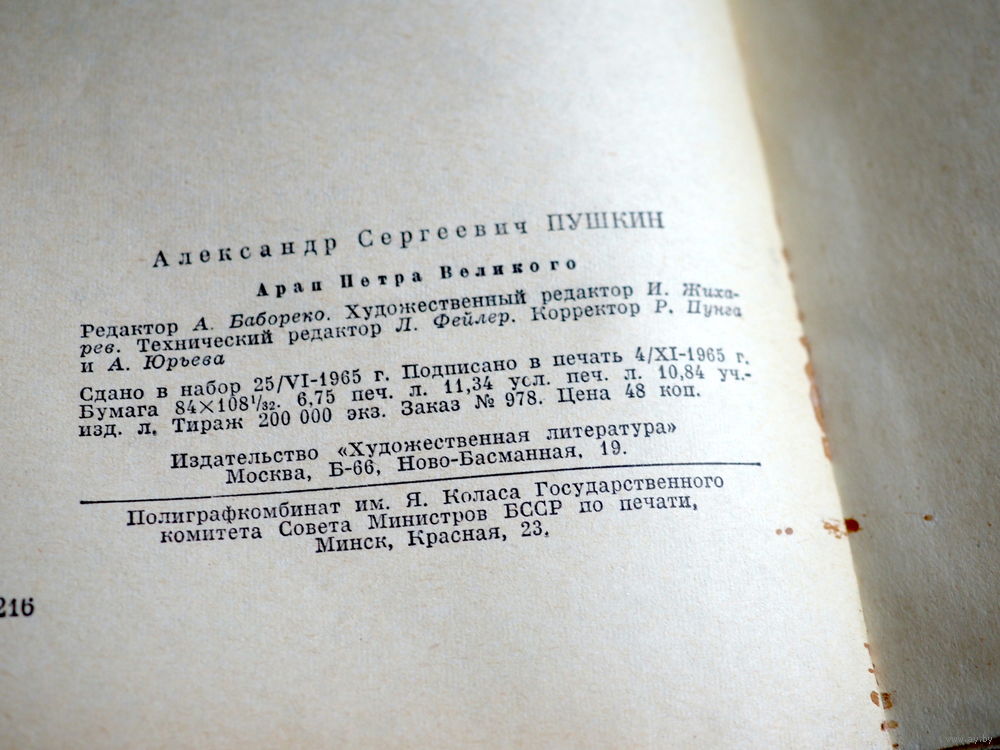 Александр Сергеевич ПУШКИН
Арап Петра Великого
Редактор А. Бабореко. Художественный редактор И. Жиха-
рев. Технический редактор Л. Фейлер. Корректор Р. Пунга
и А. Юрьева
Сдано в набор 25/VI-1965 г. Подписано в печать 4/XI-1965 г.
Бумага 84×108¹/₃₂. 6,75 печ. л. 11,34 усл. печ. л. 10,84 уч.-
изд. л. Тираж 200 000 экз. Заказ № 978. Цена 48 коп.
Издательство «Художественная литература»
Москва, Б-66, Ново-Басманная, 19.
Полиграфкомбинат им. Я. Коласа Государственного
комитета Совета Министров БССР по печати,
Минск, Красная, 23.
216
www.ay.by